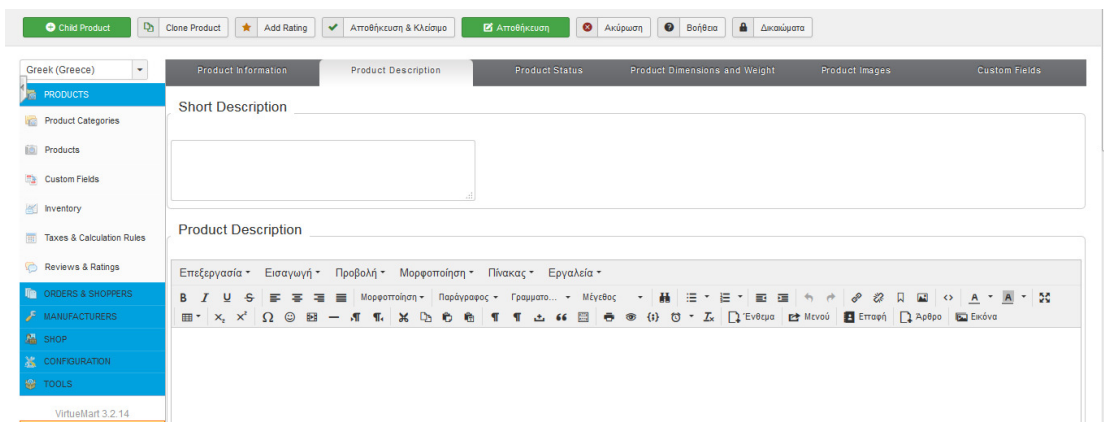 Child Product Clone Product Add Rating Αποθήκευση & Κλείσιμο Αποθήκευση Ακύρωση Βοήθεια Δικαιώματα
Greek (Greece)
Product Information Product Description Product Status Product Dimensions and Weight Product Images Custom Fields
PRODUCTS
Product Categories
Products
Custom Fields
Inventory
Taxes & Calculation Rules
Reviews & Ratings
ORDERS & SHOPPERS
MANUFACTURERS
SHOP
CONFIGURATION
TOOLS
VirtueMart 3.2.14
Short Description
Product Description
Επεξεργασία Εισαγωγή Προβολή Μορφοποίηση Πίνακας Εργαλεία
Μορφοποίηση Παράγραφος Γραμματο... Μέγεθος
Ένθεμα Μενού Επαφή Άρθρο Εικόνα